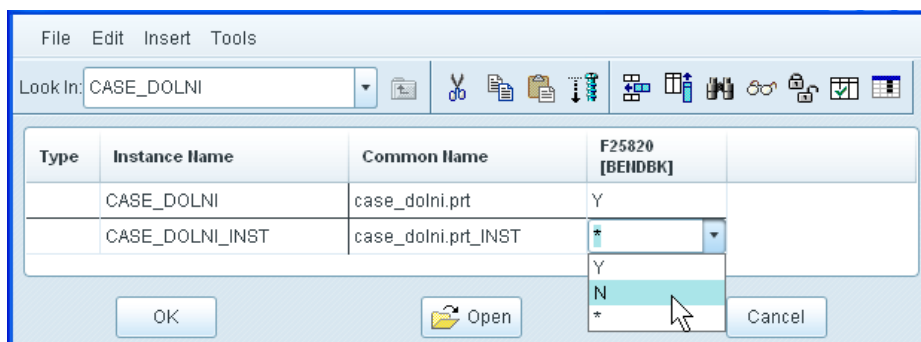 File Edit Insert Tools
Look In: CASE_DOLNI
Type Instance Name Common Name F25820
[BENDBK]
CASE_DOLNI case_dolni.prt Y
CASE_DOLNI_INST case_dolni.prt_INST *
Y
N
*
OK Open Cancel